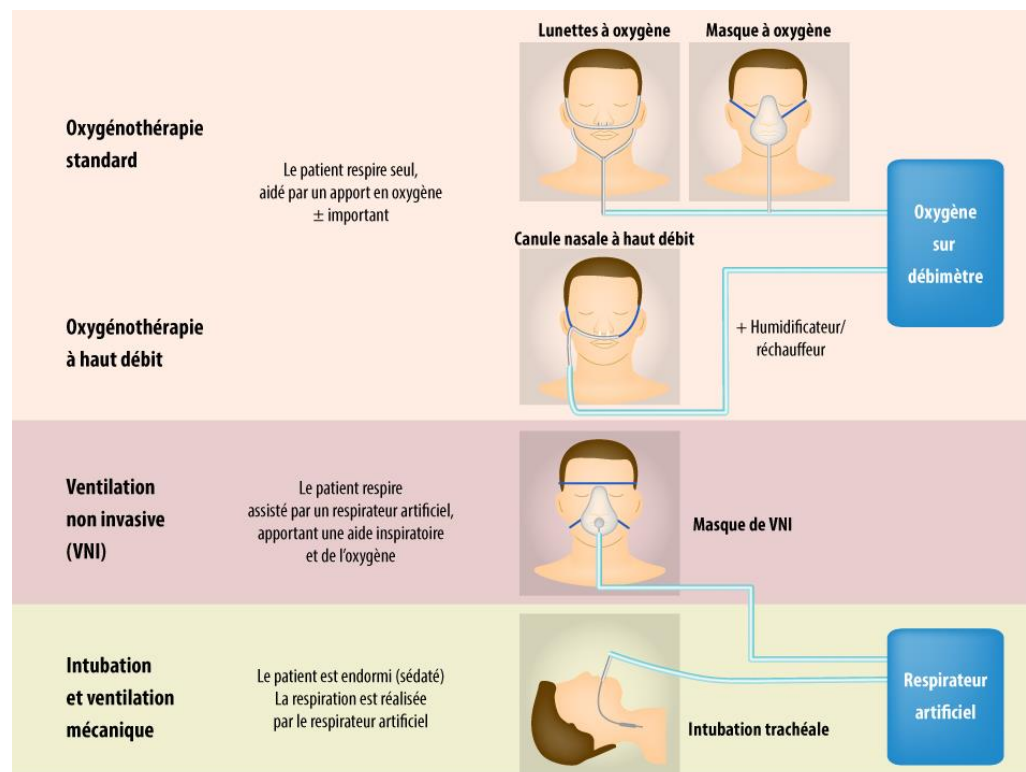 Lunettes à oxygène
Masque à oxygène
Oxygénothérapie
standard
Le patient respire seul,
aidé par un apport en oxygène
± important
Oxygène
sur
débimètre
Canule nasale à haut débit
Oxygénothérapie
à haut débit
+ Humidificateur/
réchauffeur
Ventilation
non invasive
(VNI)
Le patient respire
assisté par un respirateur artificiel,
apportant une aide inspiratoire
et de l'oxygène
Masque de VNI
Intubation
et ventilation
mécanique
Le patient est endormi (sédaté)
La respiration est réalisée
par le respirateur artificiel
Intubation trachéale
Respirateur
artificiel